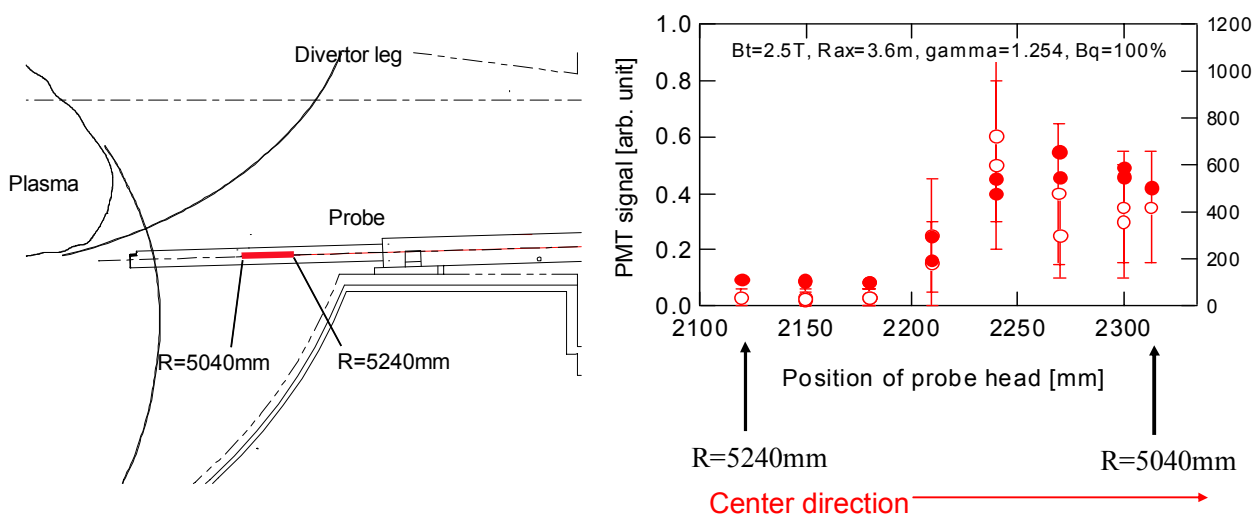 Divertor leg
Plasma
Probe
R=5040mm
R=5240mm
1.0
0.8
0.6
0.4
0.2
0.0
PMT signal [arb. unit]
Bt=2.5T, Rax=3.6m, gamma=1.254, Bq=100%
1200
1000
800
600
400
200
0
2100
2150
2200
2250
2300
Position of probe head [mm]
R=5240mm
R=5040mm
Center direction